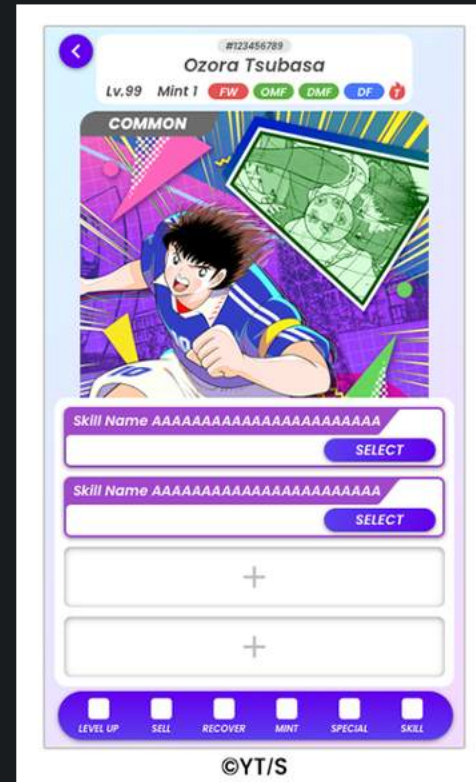 #123456789
Ozora Tsubasa
Lv.99 Mint 1 FW OMF DMF DF T
COMMON
10
Skill Name AAAAAAAAAAAAAAAAAAAAAAA
SELECT
Skill Name AAAAAAAAAAAAAAAAAAAAAAA
SELECT
LEVEL UP SELL RECOVER MINT SPECIAL SKILL
©YT/S